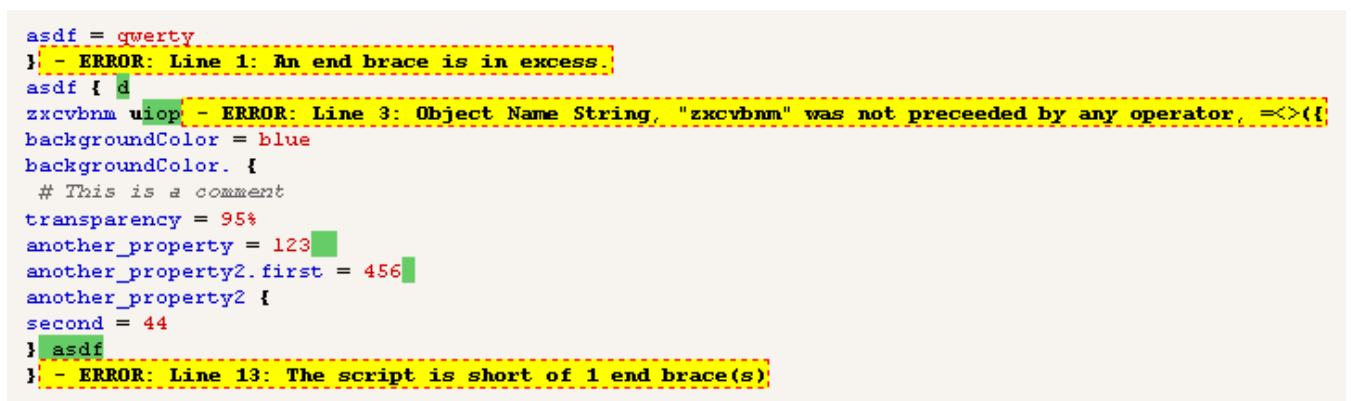 asdf = qwerty
} - ERROR: Line 1: An end brace is in excess.
asdf { d
zxcvbnm uiop - ERROR: Line 3: Object Name String, "zxcvbnm" was not preceeded by any operator, =<>({
backgroundColor = blue
backgroundColor. {
# This is a comment
transparency = 95%
another_property = 123
another_property2.first = 456
another_property2 {
second = 44
} asdf
} - ERROR: Line 13: The script is short of 1 end brace(s)